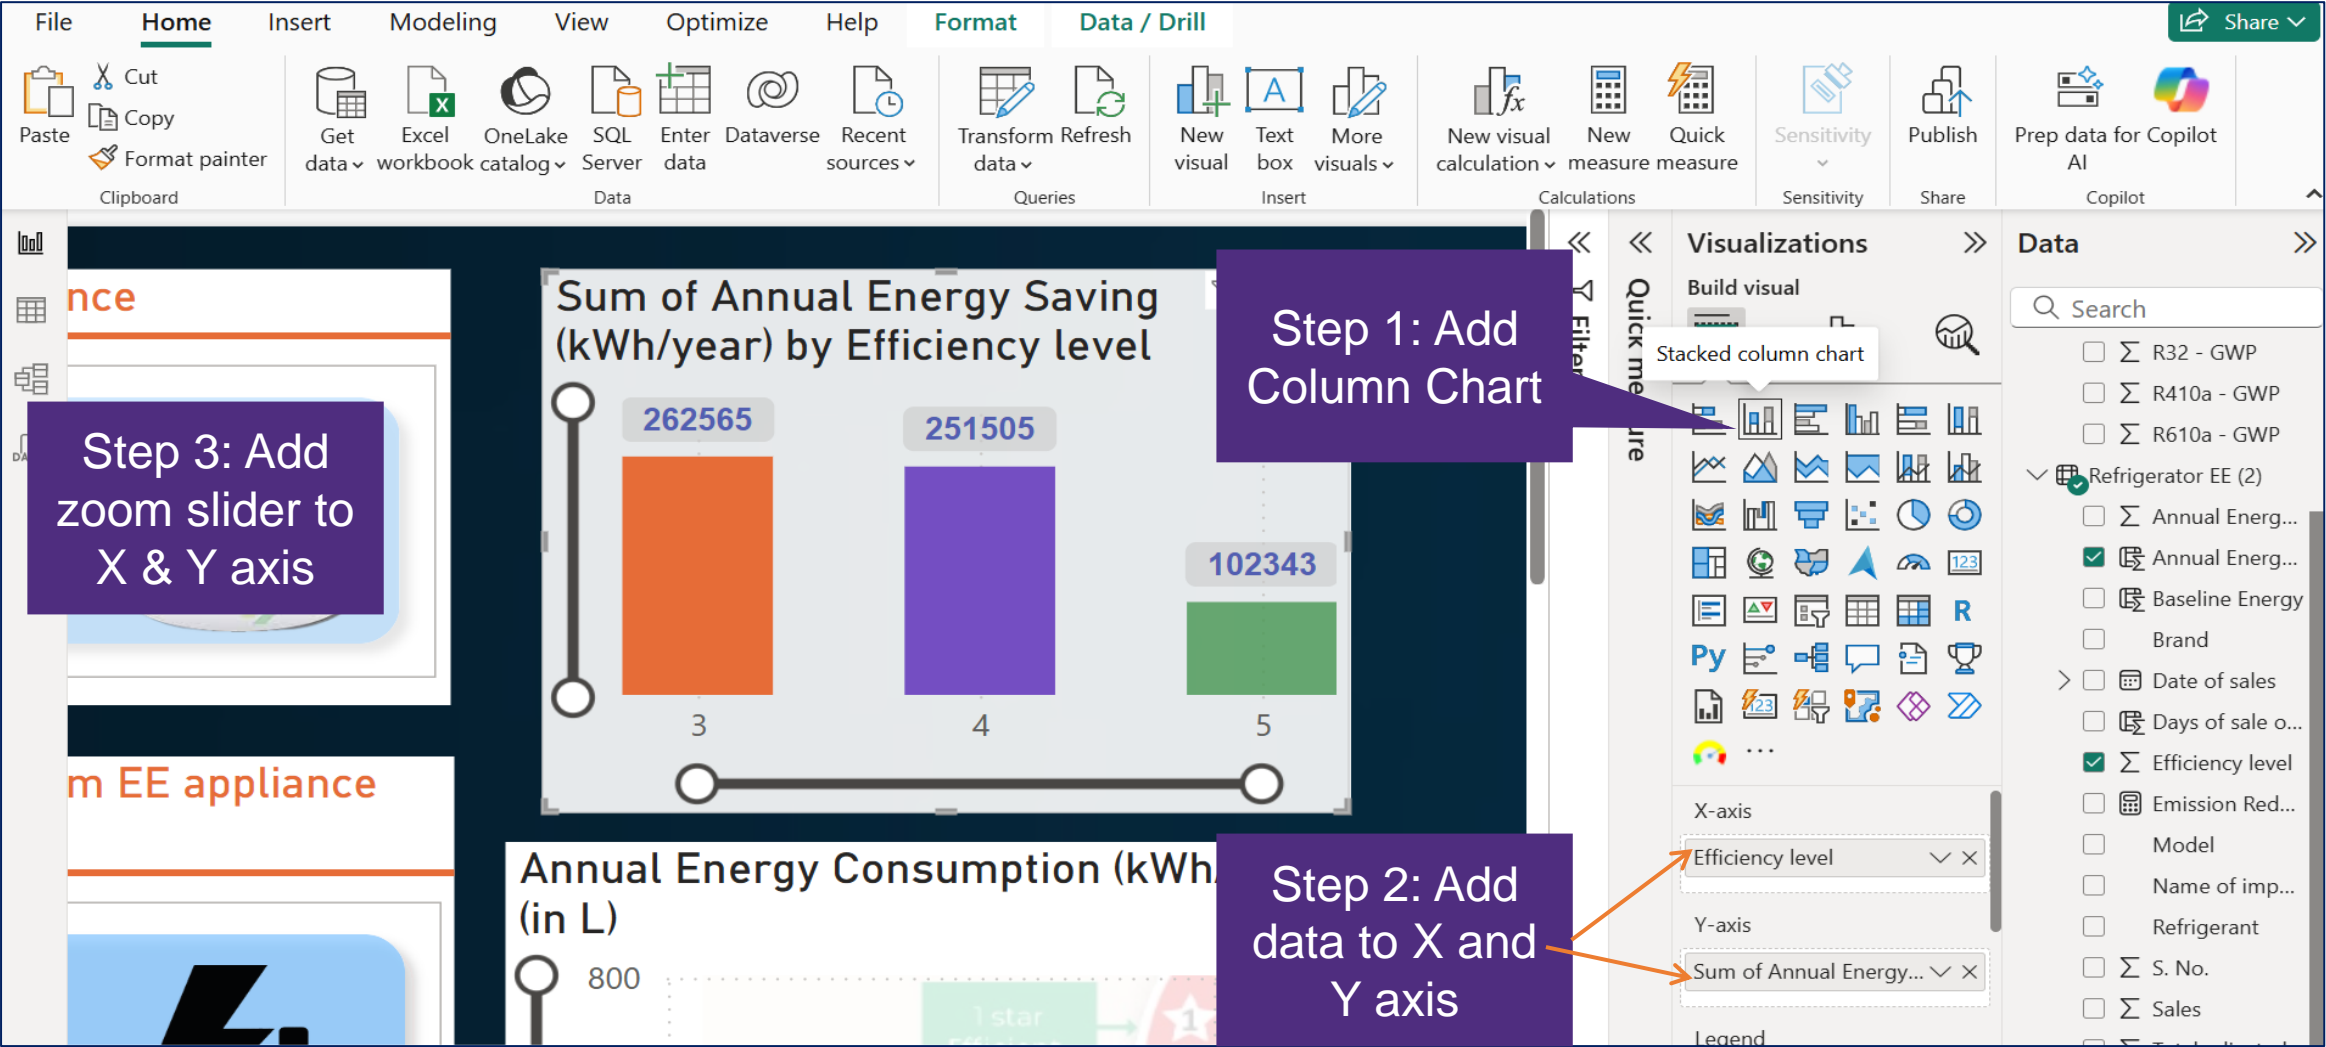 File Home Insert Modeling View Optimize Help Format Data / Drill Share
Paste
Cut
Copy
Format painter
Clipboard
Get data
Excel workbook
OneLake catalog
SQL Server
Enter data
Dataverse
Recent sources
Data
Transform data
Refresh
Queries
New visual
Text box
More visuals
Insert
New visual calculation
New measure
Quick measure
Calculations
Sensitivity
Sensitivity
Publish
Share
Prep data for AI
Copilot
Copilot
nce
Step 3: Add
zoom slider to
X & Y axis
m EE appliance
Sum of Annual Energy Saving
(kWh/year) by Efficiency level
262565
251505
102343
3 4 5
Annual Energy Consumption (kWh/
(in L)
800
1 star
1
Step 1: Add
Column Chart
Step 2: Add
data to X and
Y axis
Quick me
ure
Visualizations
Build visual
Stacked column chart
123
R
Py
123
X-axis
Efficiency level
Y-axis
Sum of Annual Energy...
Legend
Data
Search
R32 - GWP
R410a - GWP
R610a - GWP
Refrigerator EE (2)
Annual Energ...
Annual Energ...
Baseline Energy
Brand
Date of sales
Days of sale o...
Efficiency level
Emission Red...
Model
Name of imp...
Refrigerant
S. No.
Sales